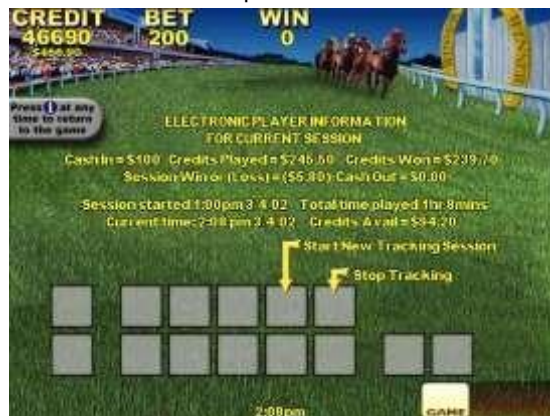 CREDIT BET WIN
46690 200 0
$466.90
Press i at any
time to return
to the game
ELECTRONIC PLAYER INFORMATION
FOR CURRENT SESSION
Cash In = $100 Credits Played = $245.50 Credits Won = $239.70
Session Win or (Loss) = ($5.80) Cash Out = $0.00
Session started 1:00pm 3.4.02 Total time played 1hr 8mins
Current time: 2:08 pm 3.4.02 Credits Avail = $94.20
Start New Tracking Session
Stop Tracking
2:08pm
GAME